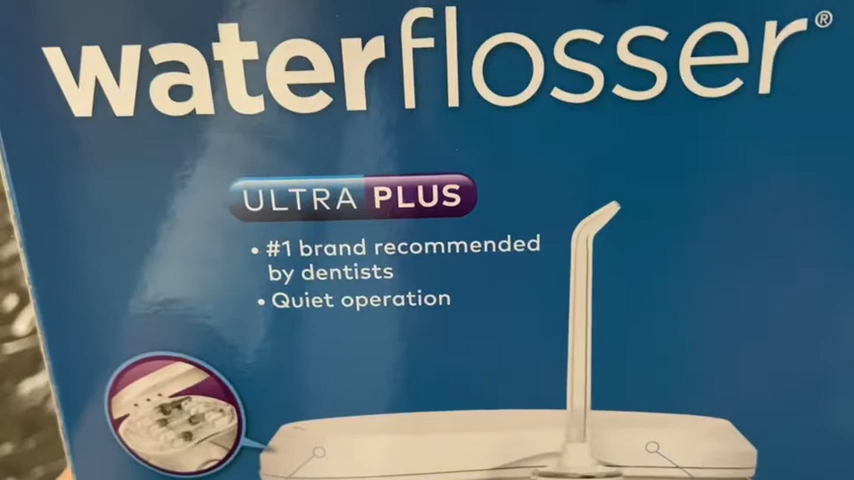 waterflosser®
ULTRA PLUS
• #1 brand recommended
by dentists
• Quiet operation